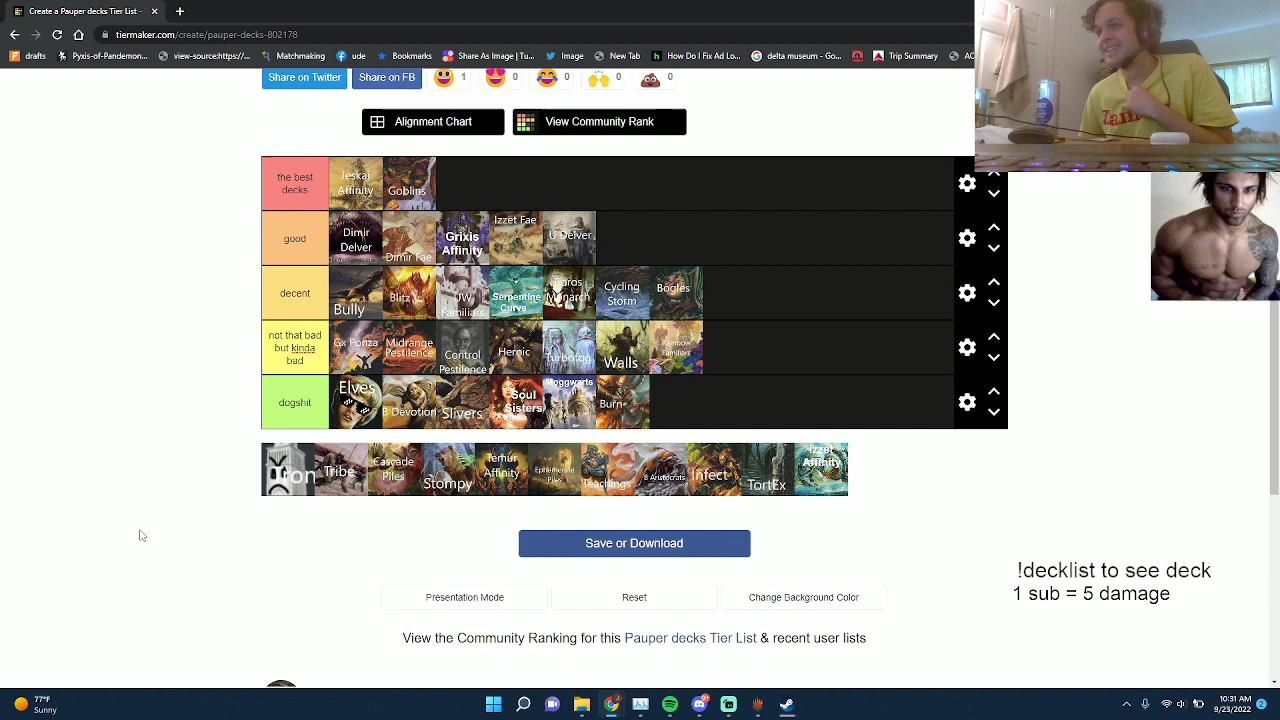 Create a Pauper decks Tier List -
tiermaker.com/create/pauper-decks-802178
drafts
Pyxis-of-Pandemon...
view-source:https://...
Matchmaking
ude
Bookmarks
Share As Image | Tu...
Imgur
New Tab
How Do I Fix Ad Lo...
delta museum - Go...
Trip Summary
Share on Twitter
Share on FB
1
0
0
0
0
Alignment Chart
View Community Rank
the best
decks
Jeskai
Affinity
Goblins
good
Dimir
Delver
Dimir Fae
Grixis
Affinity
Izzet Fae
U Delver
decent
Bully
Blitz
JW
Familiars
Serpentine
Curve
Boros
Monarch
Cycling
Storm
Bogles
not that bad
but kinda
bad
Gx Ponza
Midrange
Pestilence
Control
Pestilence
Heroic
Turbofog
Walls
Rainbow
Familiars
dogshit
Elves
B Devotion
Slivers
Soul
Sisters
Moggwarts
Burn
Tron
Tribe
Cascade
Piles
Stompy
Temur
Affinity
Ephemerate
Piles
Teachings
B Aristocrats
Infect
TortEx
Izzet
Affinity
Save or Download
Presentation Mode
Reset
Change Background Color
!decklist to see deck
1 sub = 5 damage
View the Community Ranking for this Pauper decks Tier List & recent user lists
77°F
Sunny
10:31 AM
9/23/2022
2